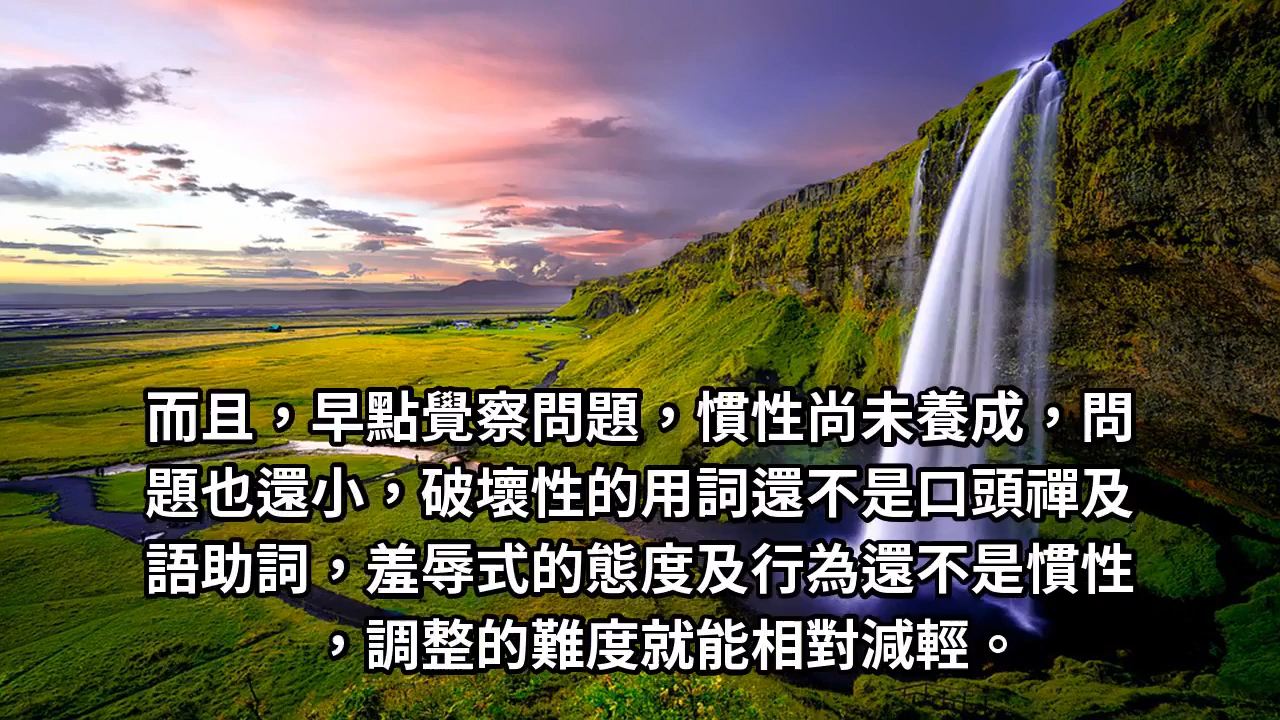 而且，早點覺察問題，慣性尚未養成，問
題也還小，破壞性的用詞還不是口頭禪及
語助詞，羞辱式的態度及行為還不是慣性
，調整的難度就能相對減輕。